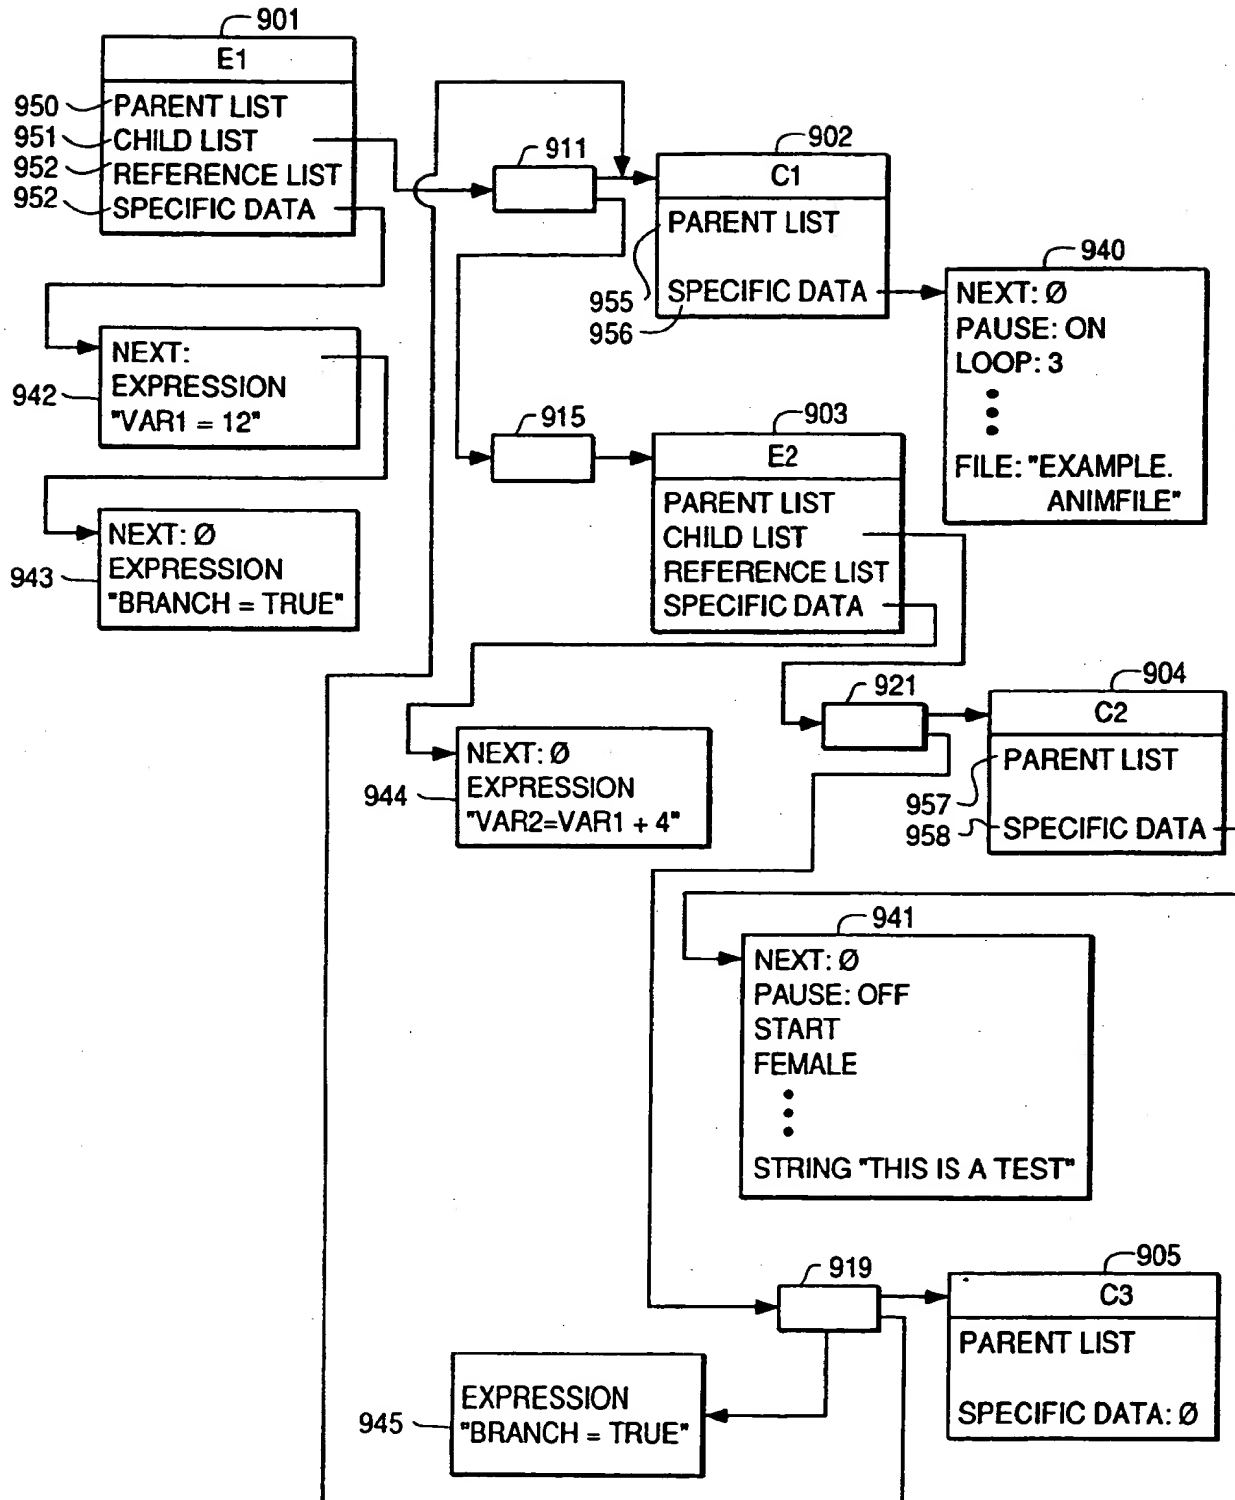 901
E1
950
PARENT LIST
951
CHILD LIST
952
REFERENCE LIST
952
SPECIFIC DATA
911
902
C1
PARENT LIST
955
SPECIFIC DATA
956
940
NEXT: Ø
PAUSE: ON
LOOP: 3
FILE: "EXAMPLE.
ANIMFILE"
942
NEXT:
EXPRESSION
"VAR1 = 12"
915
903
E2
PARENT LIST
CHILD LIST
REFERENCE LIST
SPECIFIC DATA
943
NEXT: Ø
EXPRESSION
"BRANCH = TRUE"
921
904
C2
PARENT LIST
957
958
SPECIFIC DATA
944
NEXT: Ø
EXPRESSION
"VAR2=VAR1 + 4"
941
NEXT: Ø
PAUSE: OFF
START
FEMALE
STRING "THIS IS A TEST"
919
905
C3
PARENT LIST
SPECIFIC DATA: Ø
945
EXPRESSION
"BRANCH = TRUE"